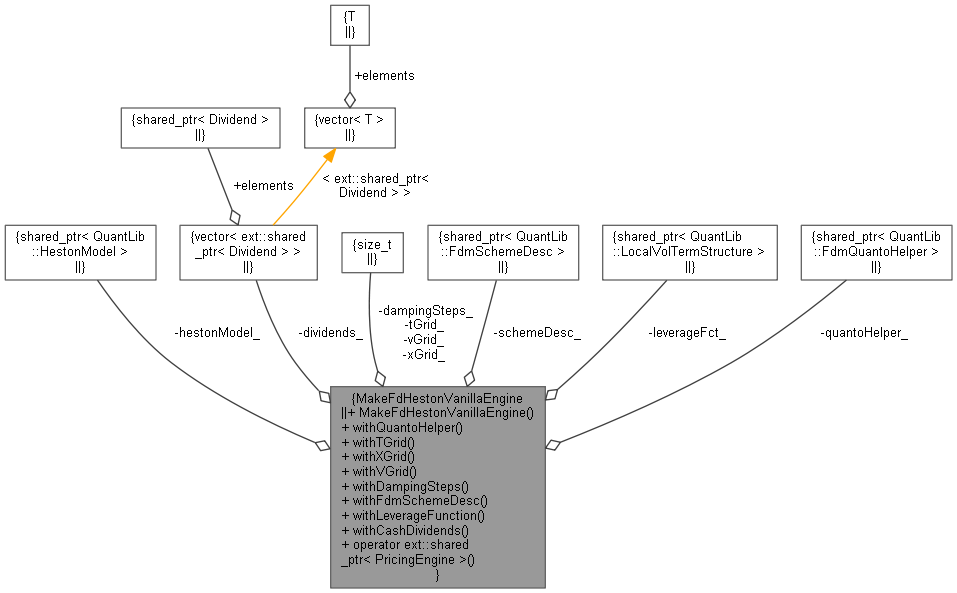 {T
||}
+elements
{shared_ptr< Dividend >
||}
{vector< T >
||}
+elements
< ext::shared_ptr<
Dividend > >
{shared_ptr< QuantLib
::HestonModel >
||}
{vector< ext::shared
_ptr< Dividend > >
||}
{size_t
||}
{shared_ptr< QuantLib
::FdmSchemeDesc >
||}
{shared_ptr< QuantLib
::LocalVolTermStructure >
||}
{shared_ptr< QuantLib
::FdmQuantoHelper >
||}
-hestonModel_
-dividends_
-dampingSteps_
-tGrid_
-vGrid_
-xGrid_
-schemeDesc_
-leverageFct_
-quantoHelper_
{MakeFdHestonVanillaEngine
||+ MakeFdHestonVanillaEngine()
+ withQuantoHelper()
+ withTGrid()
+ withXGrid()
+ withVGrid()
+ withDampingSteps()
+ withFdmSchemeDesc()
+ withLeverageFunction()
+ withCashDividends()
+ operator ext::shared
_ptr< PricingEngine >()
}